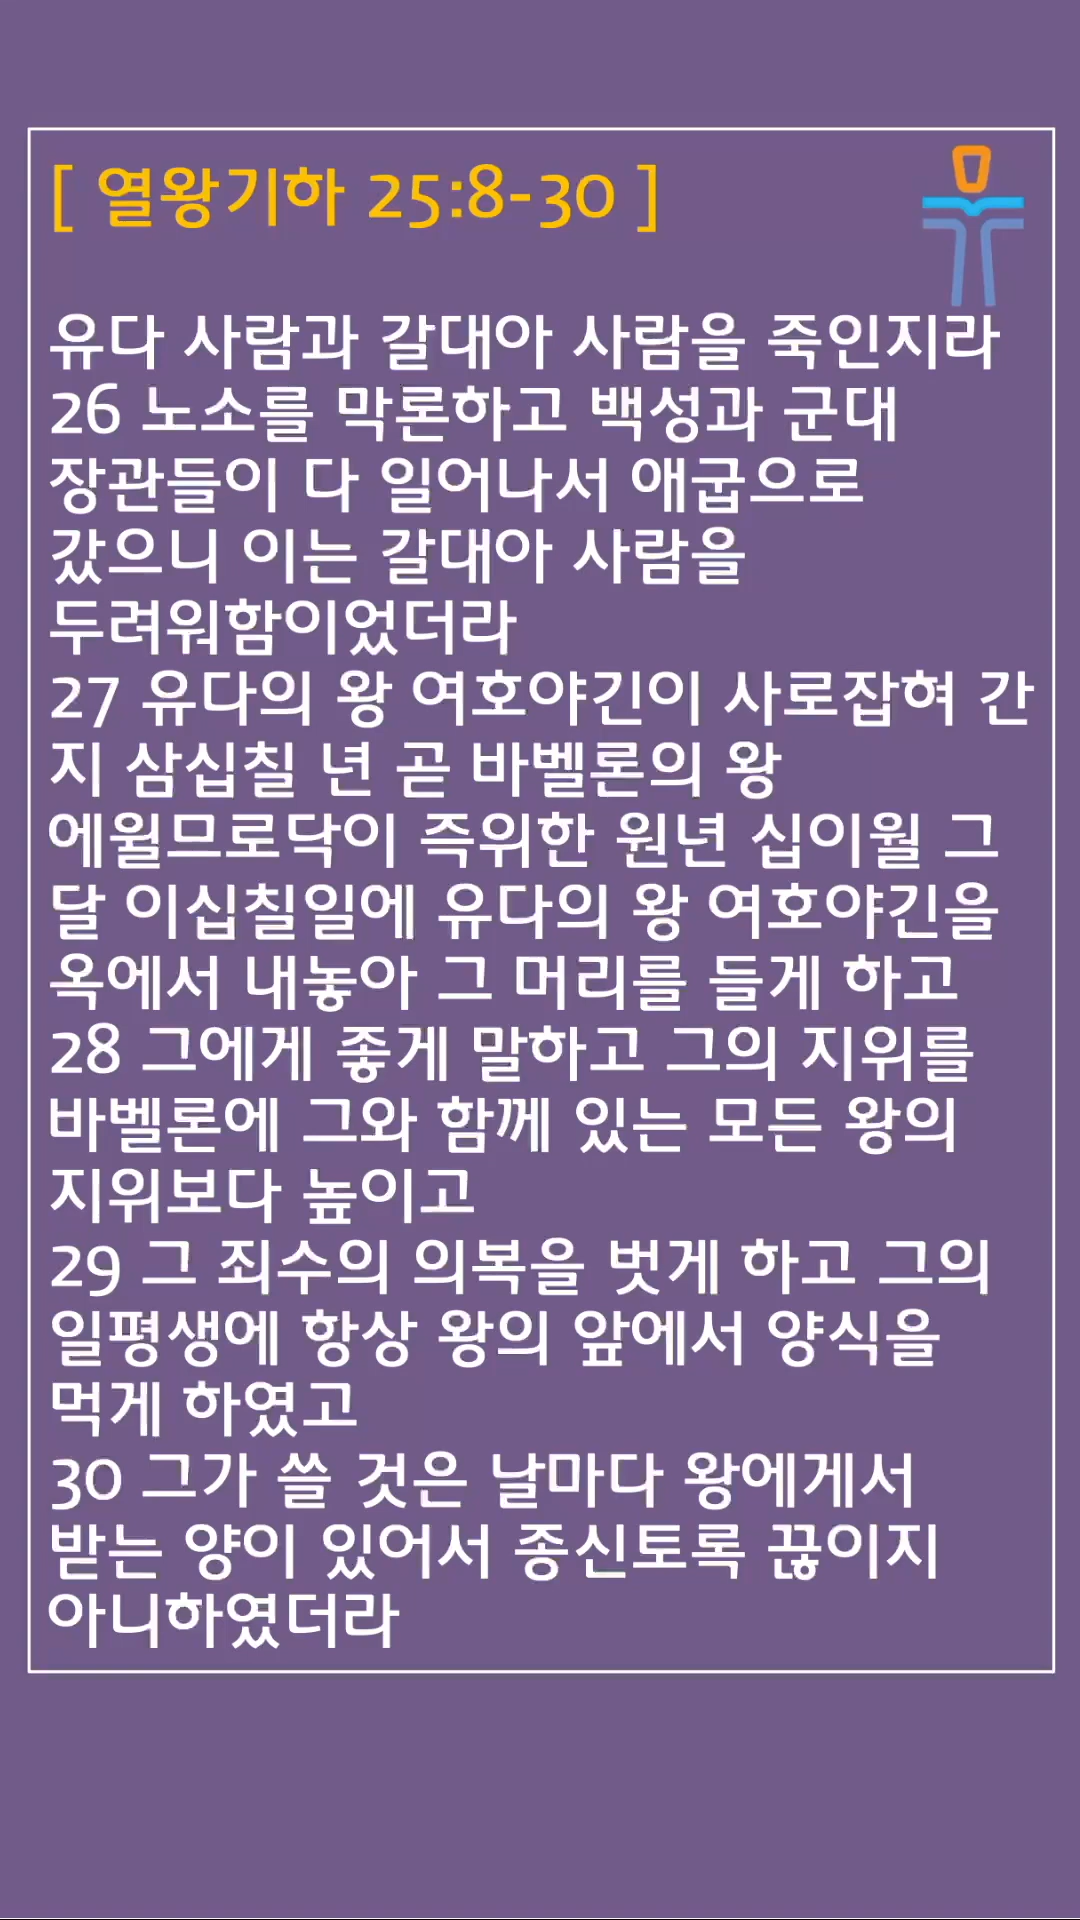 [ 열왕기하 25:8-30 ]
유다 사람과 갈대아 사람을 죽인지라
26 노소를 막론하고 백성과 군대
장관들이 다 일어나서 애굽으로
갔으니 이는 갈대아 사람을
두려워함이었더라
27 유다의 왕 여호야긴이 사로잡혀 간
지 삼십칠 년 곧 바벨론의 왕
에윌므로닥이 즉위한 원년 십이월 그
달 이십칠일에 유다의 왕 여호야긴을
옥에서 내놓아 그 머리를 들게 하고
28 그에게 좋게 말하고 그의 지위를
바벨론에 그와 함께 있는 모든 왕의
지위보다 높이고
29 그 죄수의 의복을 벗게 하고 그의
일평생에 항상 왕의 앞에서 양식을
먹게 하였고
30 그가 쓸 것은 날마다 왕에게서
받는 양이 있어서 종신토록 끊이지
아니하였더라